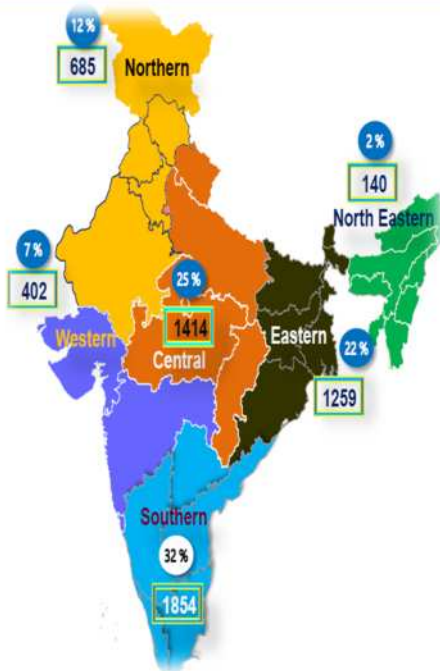 12 %
685
Northern
2 %
140
North Eastern
7 %
402
Western
25 %
1414
Central
Eastern
22 %
1259
Southern
32 %
1854